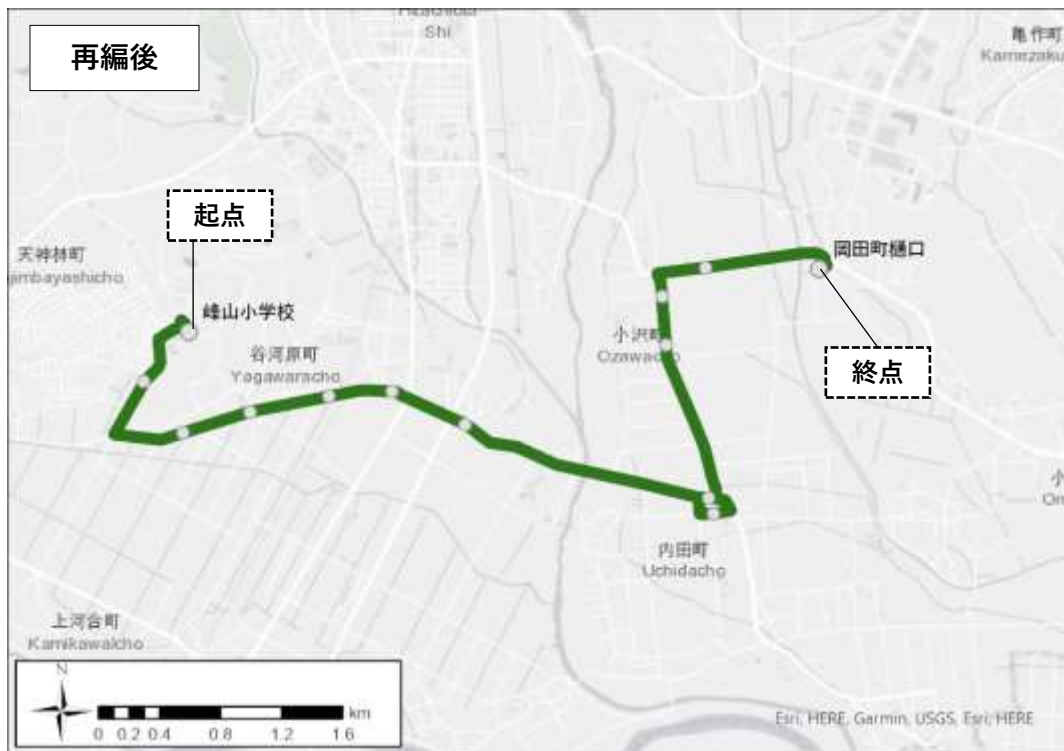 再編後
Shi
亀作町
起点
天神林町
jimbayashicho
岡田町樋口
峰山小学校
小沢町
Ozawacho
谷河原町
Yagawaracho
終点
内田町
Uchidacho
上河合町
Kamikawaicho
N
km
0 0.2 0.4 0.8 1.2 1.6
Esri, HERE, Garmin, USGS, Esri, HERE